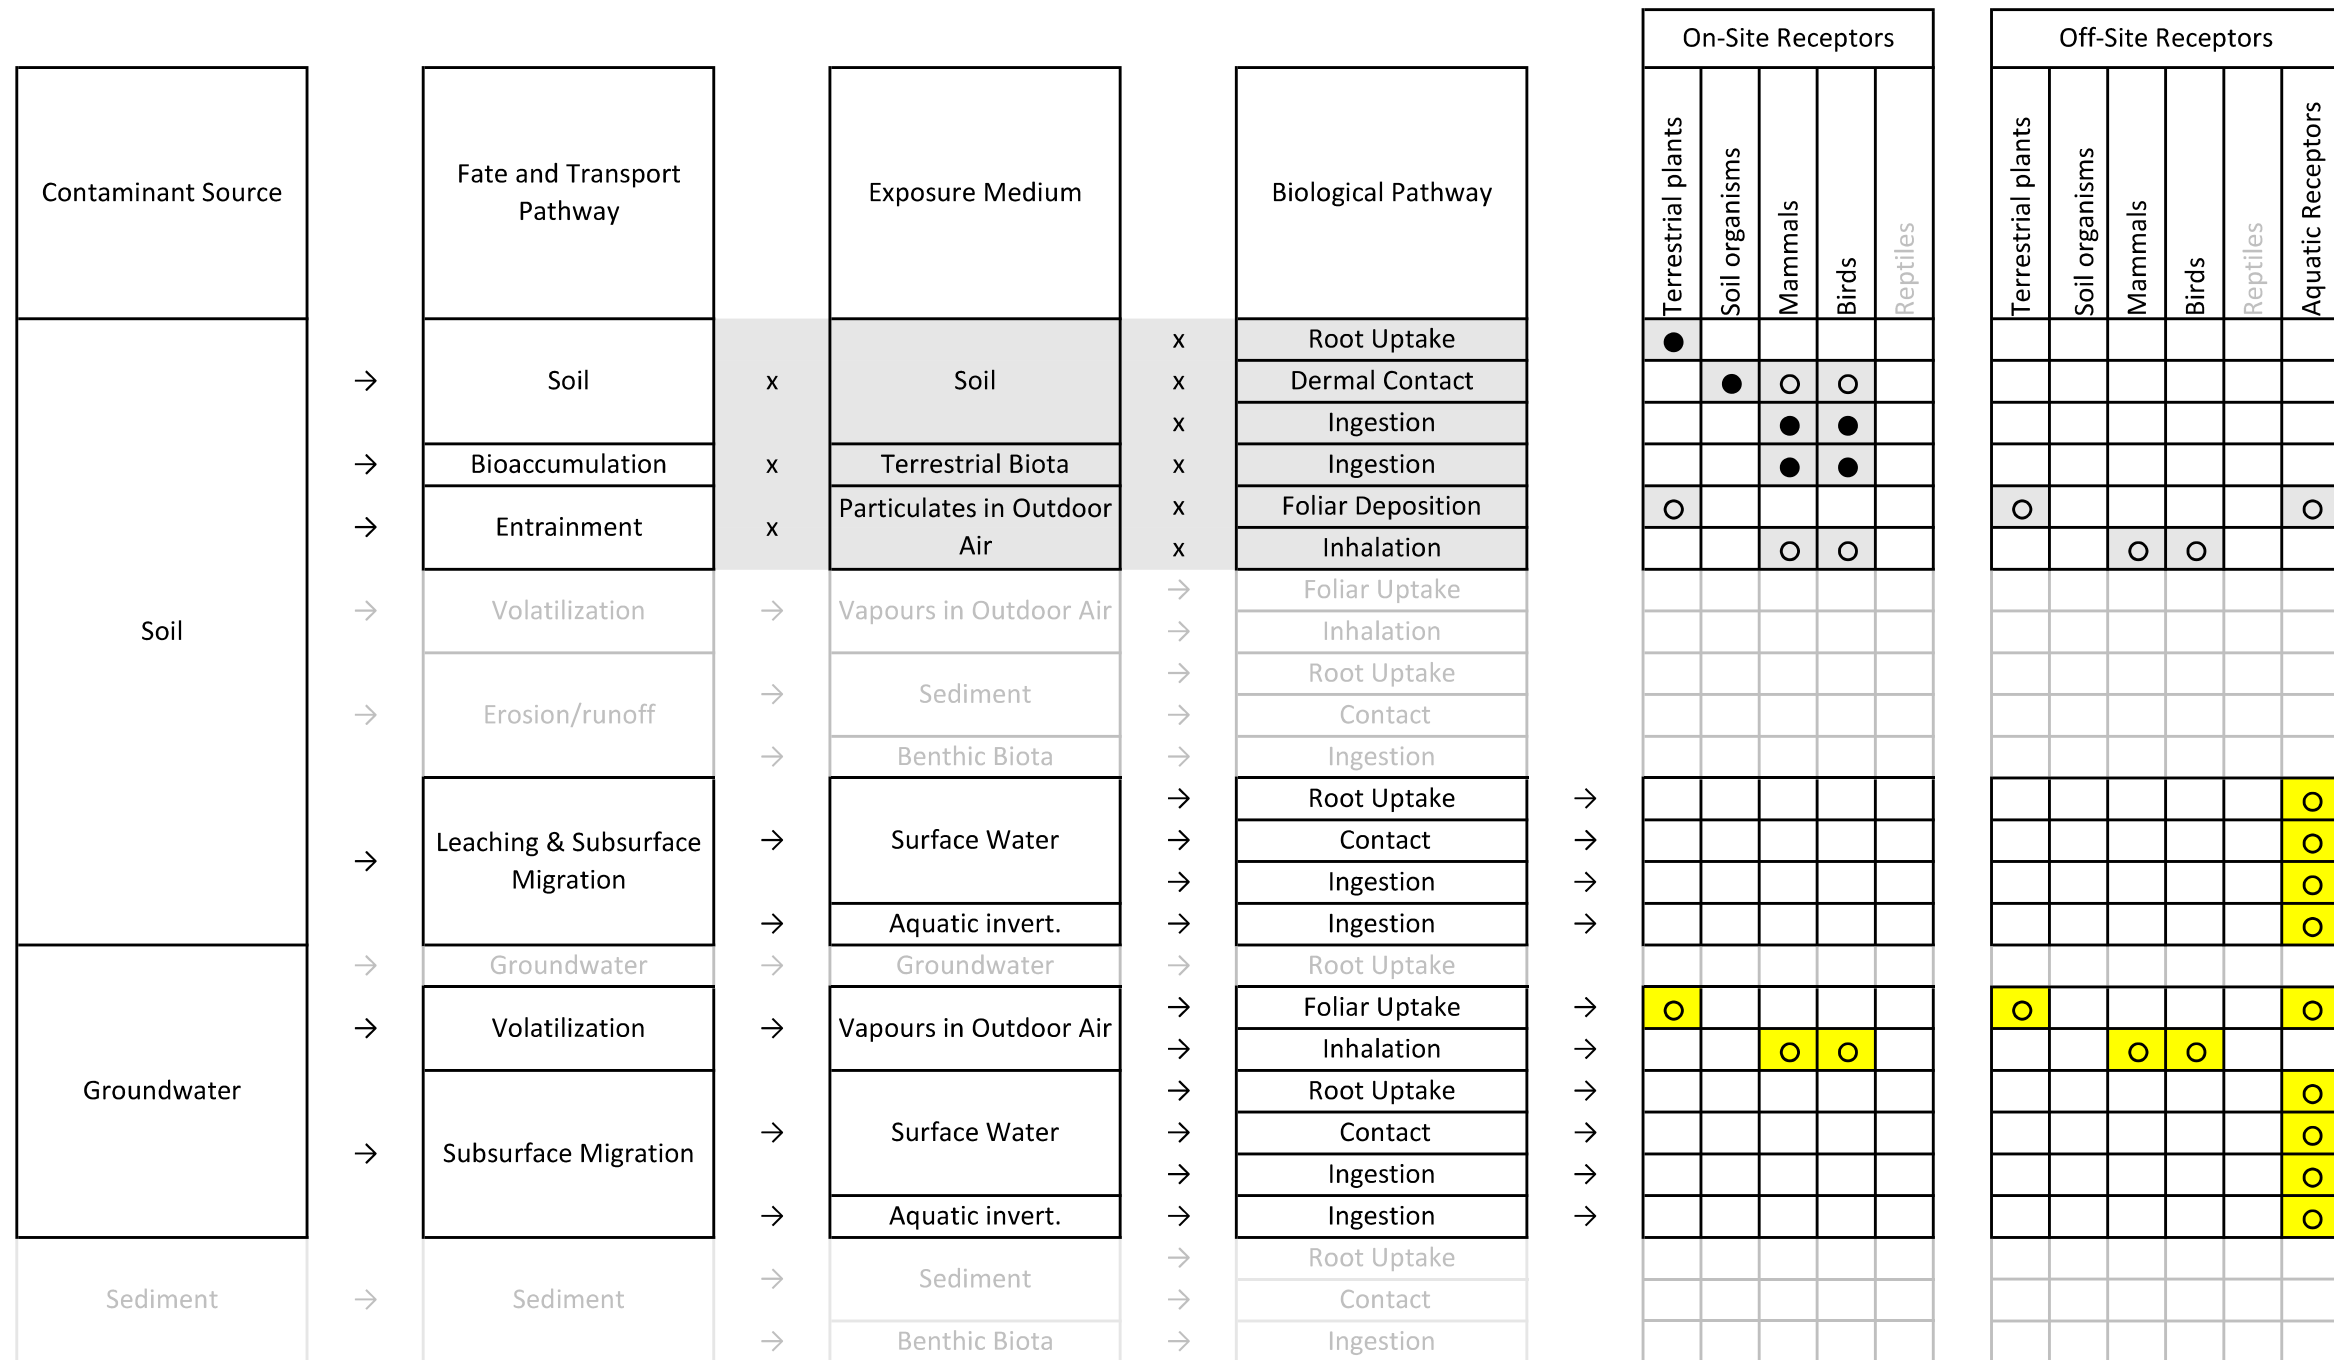 On-Site Receptors
Off-Site Receptors
Contaminant Source
Fate and Transport
Pathway
Exposure Medium
Biological Pathway
Terrestrial plants
Soil organisms
Mammals
Birds
Reptiles
Terrestrial plants
Soil organisms
Mammals
Birds
Reptiles
Aquatic Receptors
Soil
→ Soil x Soil
x Root Uptake
x Dermal Contact
x Ingestion
→ Bioaccumulation x Terrestrial Biota x Ingestion
→ Entrainment x Particulates in Outdoor
Air
x Foliar Deposition
x Inhalation
→ Volatilization → Vapours in Outdoor Air
→ Foliar Uptake
→ Inhalation
→ Erosion/runoff
→ Sediment
→ Root Uptake
→ Contact
→ Benthic Biota → Ingestion
→ Leaching & Subsurface
Migration
→ Surface Water
→ Root Uptake →
→ Contact →
→ Ingestion →
→ Aquatic invert. → Ingestion →
Groundwater
→ Groundwater → Groundwater → Root Uptake
→ Volatilization → Vapours in Outdoor Air
→ Foliar Uptake →
→ Inhalation →
→ Subsurface Migration
→ Surface Water
→ Root Uptake →
→ Contact →
→ Ingestion →
→ Aquatic invert. → Ingestion →
Sediment → Sediment
→ Sediment
→ Root Uptake
→ Contact
→ Benthic Biota → Ingestion